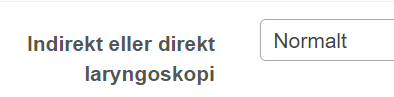 Indirekt eller direkt
laryngoskopi
Normalt